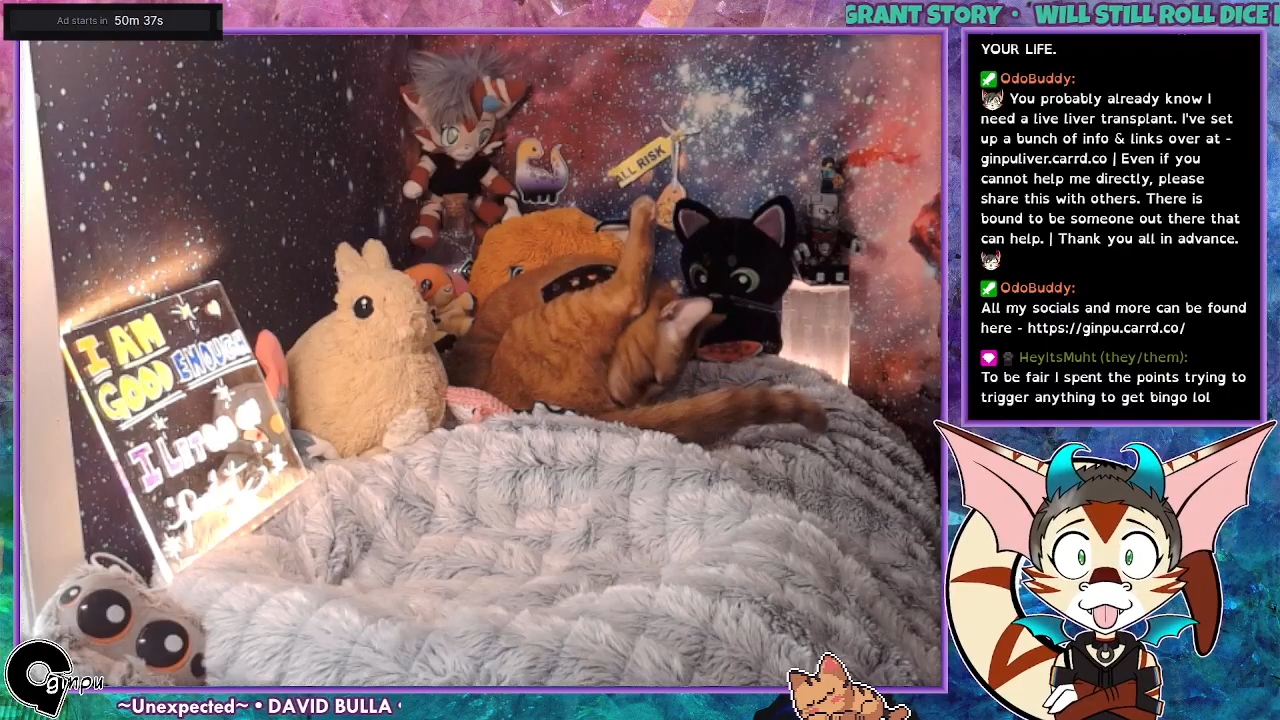 Ad starts in 50m 37s
GRANT STORY • WILL STILL ROLL DICE
YOUR LIFE.
OdoBuddy:
You probably already know I
need a live liver transplant. I've set
up a bunch of info & links over at -
ginpuliver.carrd.co | Even if you
cannot help me directly, please
share this with others. There is
bound to be someone out there that
can help. | Thank you all in advance.
OdoBuddy:
All my socials and more can be found
here - https://ginpu.carrd.co/
HeyItsMuht (they/them):
To be fair I spent the points trying to
trigger anything to get bingo lol
ALL RISK
I AM
GOOD ENOUGH
ginpu
~Unexpected~ • DAVID BULLA